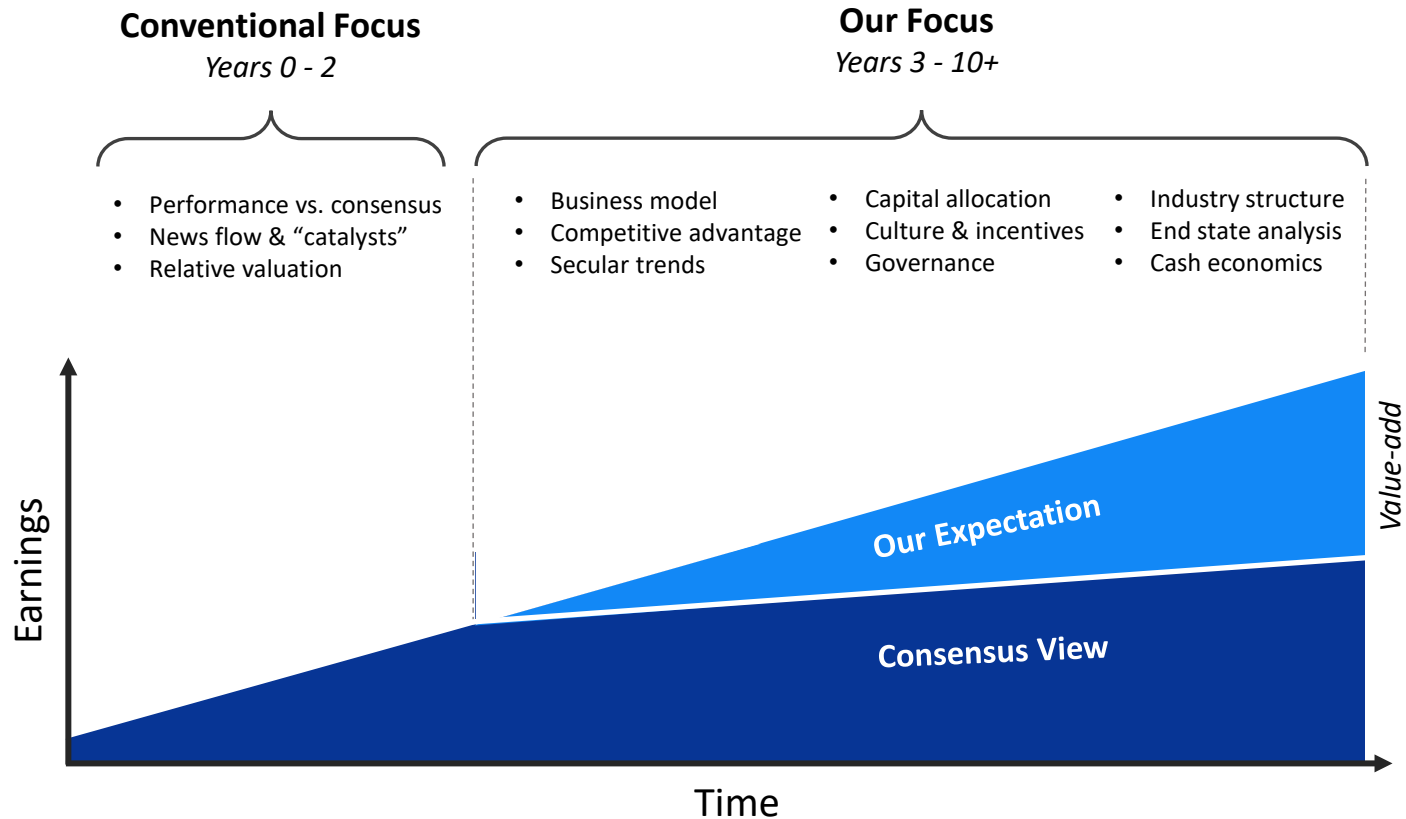 Conventional Focus
Years 0 - 2
Our Focus
Years 3 - 10+
• Performance vs. consensus
• News flow & “catalysts”
• Relative valuation
• Business model
• Competitive advantage
• Secular trends
• Capital allocation
• Culture & incentives
• Governance
• Industry structure
• End state analysis
• Cash economics
Earnings
Our Expectation
Consensus View
Value-add
Time